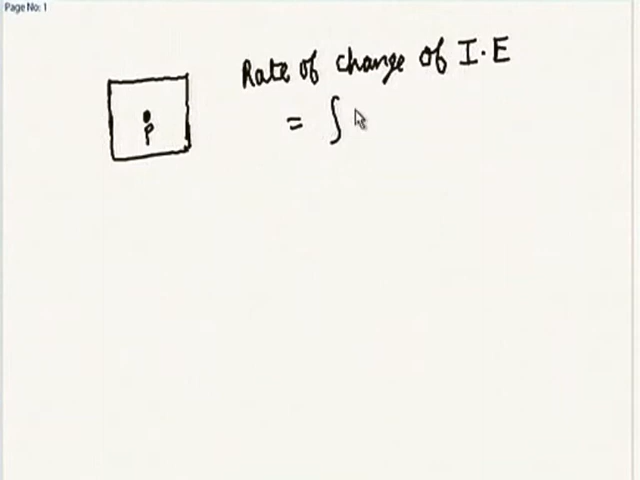 Page No: 1
Rate of change of I.E
= ∫
P